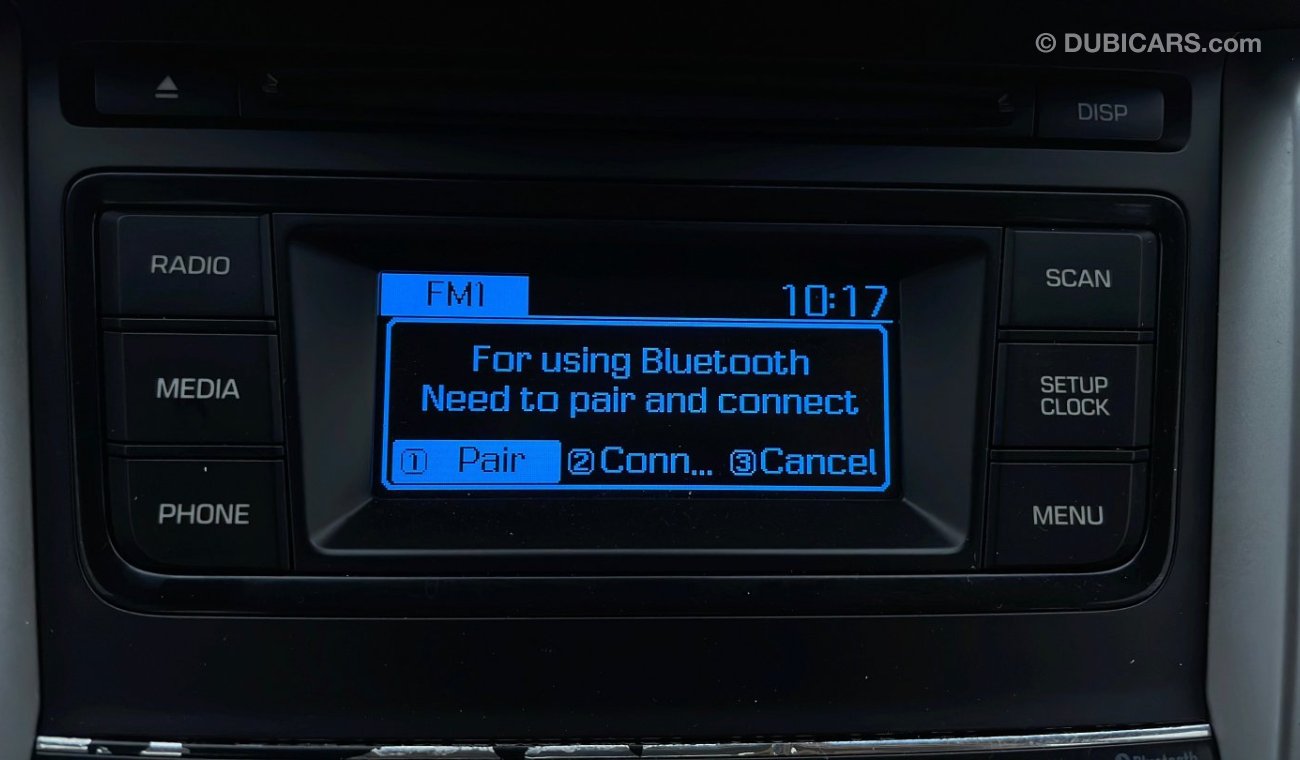 © DUBICARS.com
DISP
RADIO
SCAN
FM1 10:17
For using Bluetooth
Need to pair and connect
① Pair ②Conn... ③Cancel
MEDIA
SETUP
CLOCK
PHONE
MENU
Bluetooth